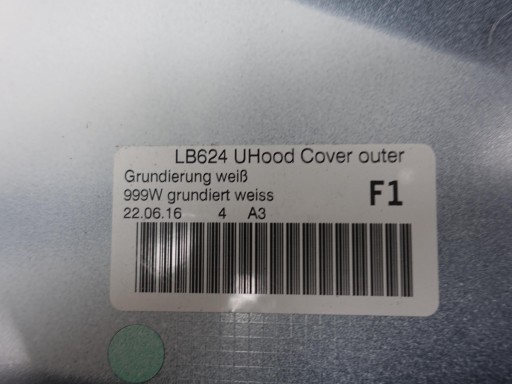 LB624 UHood Cover outer
Grundierung weiß
999W grundiert weiss
F1
22.06.16 4 A3